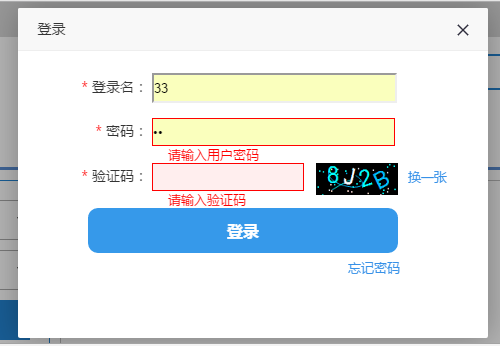 登录
* 登录名： 33
* 密码： ••
请输入用户密码
* 验证码： 8J2B 换一张
请输入验证码
登录
忘记密码